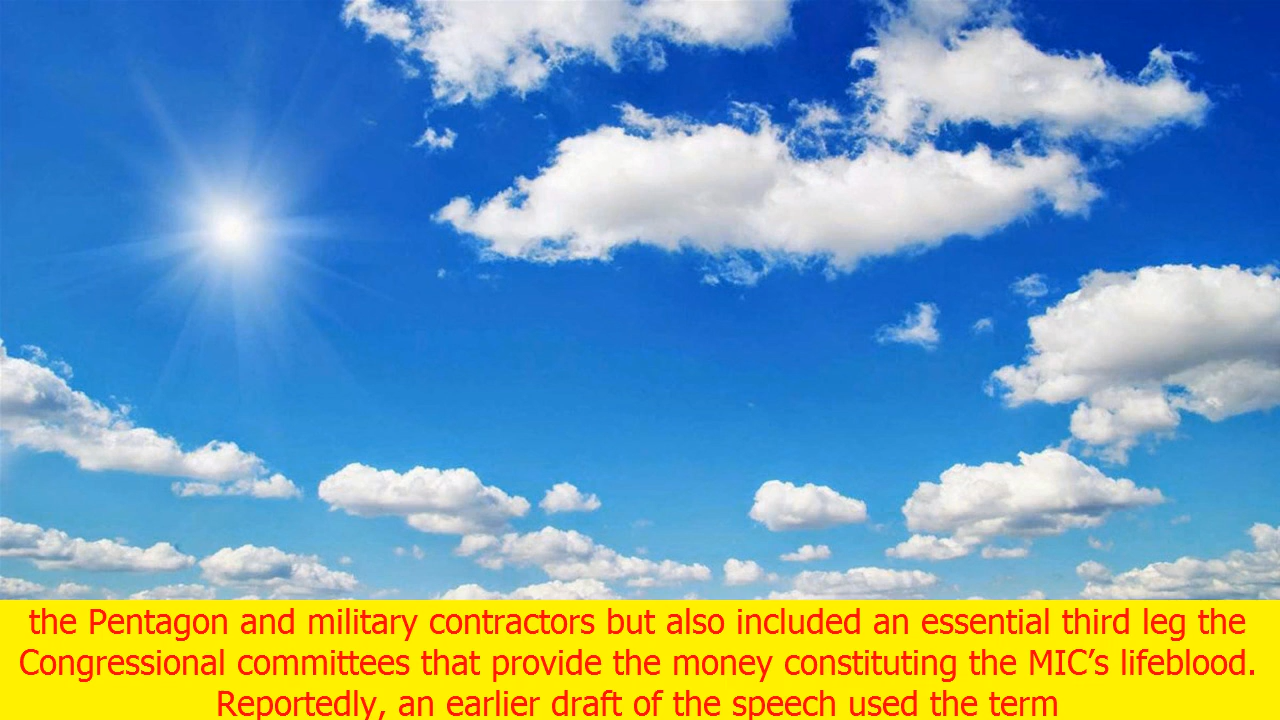 the Pentagon and military contractors but also included an essential third leg the
Congressional committees that provide the money constituting the MIC’s lifeblood.
Reportedly, an earlier draft of the speech used the term